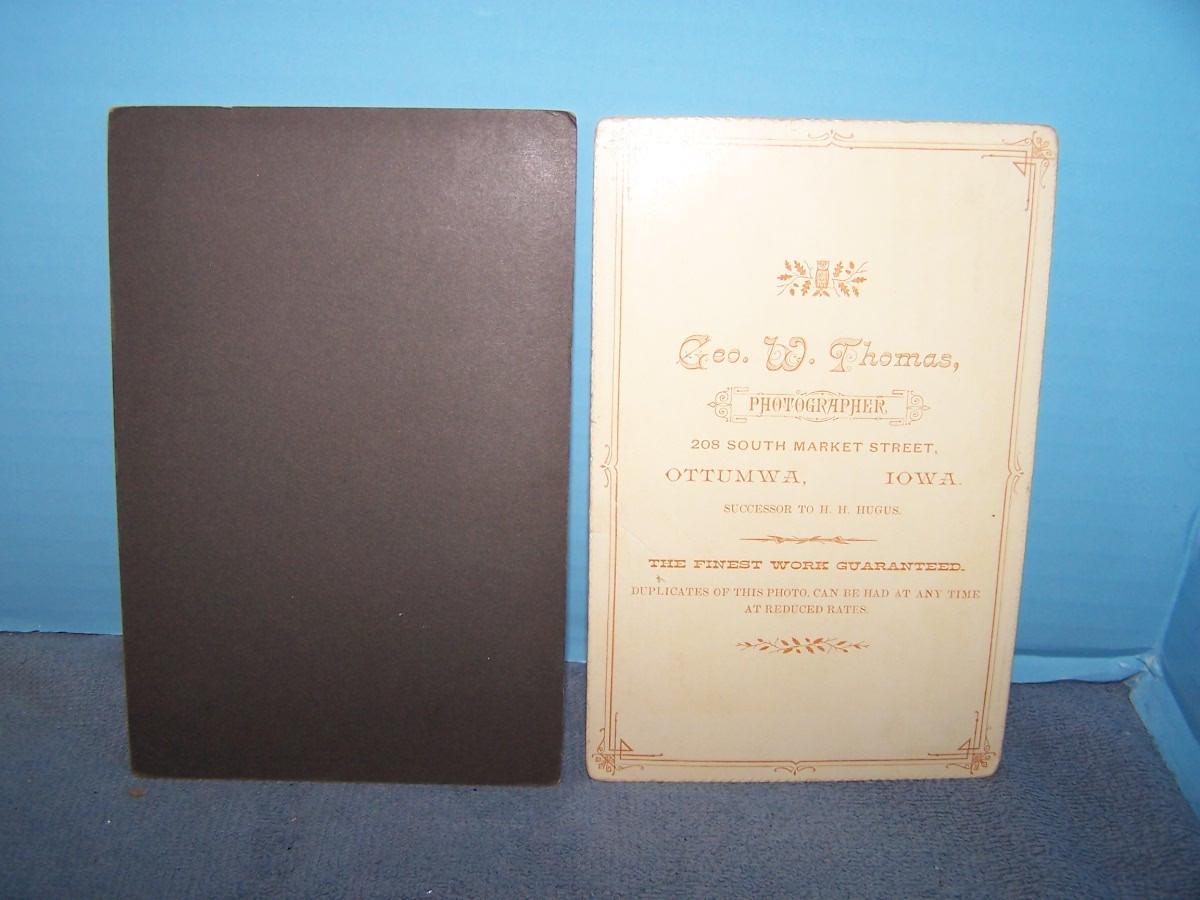 Geo. W. Thomas,
PHOTOGRAPHER,
208 SOUTH MARKET STREET,
OTTUMWA, IOWA.
SUCCESSOR TO H. H. HUGUS.
THE FINEST WORK GUARANTEED.
DUPLICATES OF THIS PHOTO. CAN BE HAD AT ANY TIME
AT REDUCED RATES.